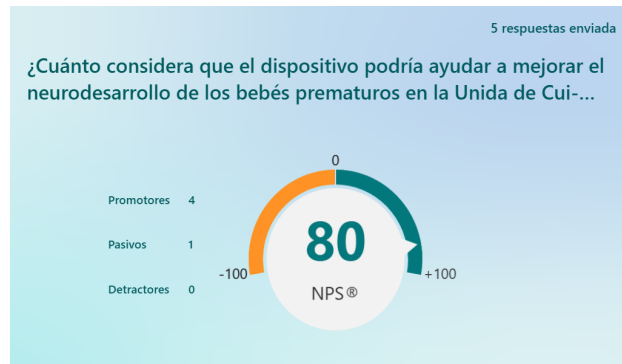 5 respuestas enviada
¿Cuánto considera que el dispositivo podría ayudar a mejorar el
neurodesarrollo de los bebés prematuros en la Unida de Cui-...
0
Promotores 4
80
Pasivos 1
-100
+100
Detractores 0
NPS®